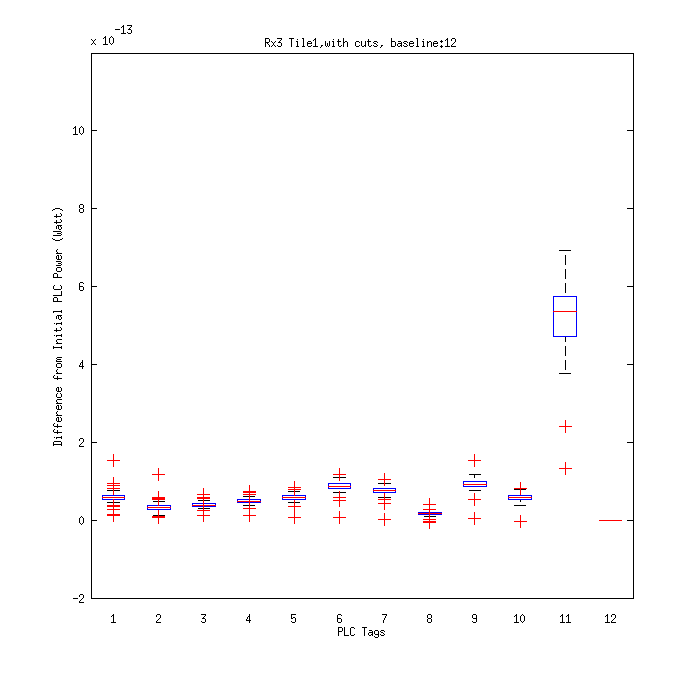 x 10-13
Rx3 Tile1,with cuts, baseline:12
10
8
6
4
2
0
-2
Difference from Initial PLC Power (Watt)
1 2 3 4 5 6 7 8 9 10 11 12
PLC Tags